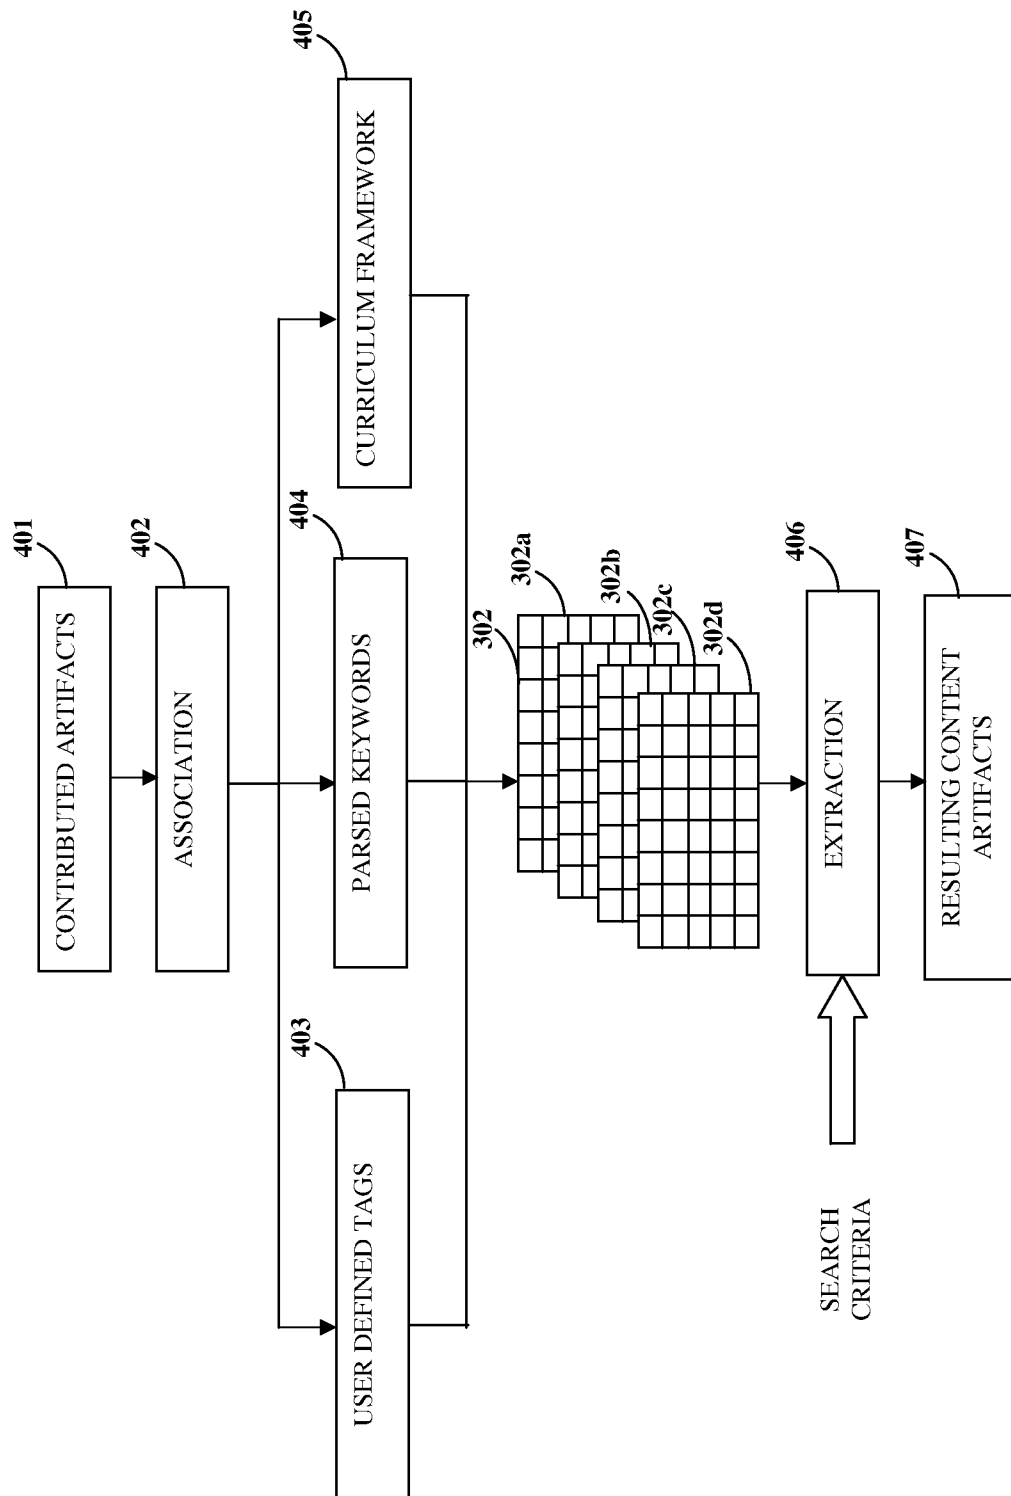 401
CONTRIBUTED ARTIFACTS
402
ASSOCIATION
403
USER DEFINED TAGS
404
PARSED KEYWORDS
405
CURRICULUM FRAMEWORK
302
302a
302b
302c
302d
SEARCH
CRITERIA
406
EXTRACTION
407
RESULTING CONTENT
ARTIFACTS